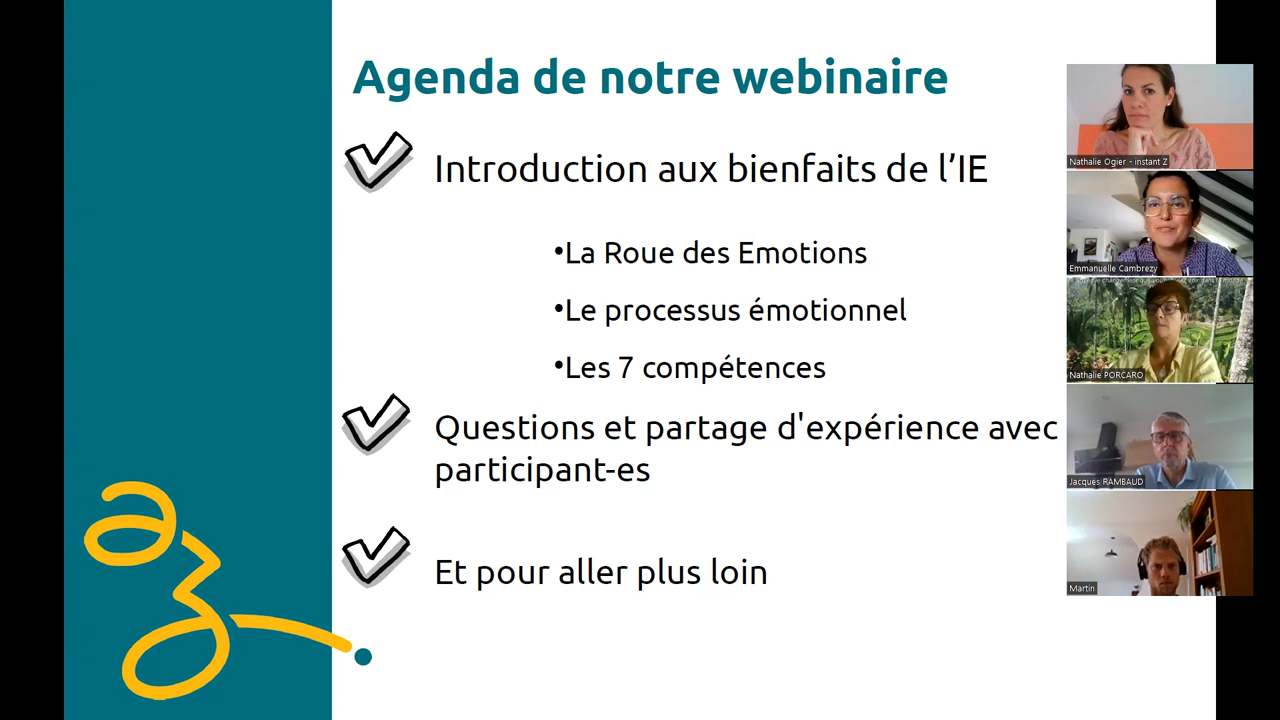 Agenda de notre webinaire
Introduction aux bienfaits de l’IE
•La Roue des Emotions
•Le processus émotionnel
•Les 7 compétences
Questions et partage d'expérience avec
participant-es
Et pour aller plus loin
Nathalie Ogier - instant Z
Emmanuelle Cambrezy
Nathalie PORCARO
Jacques RAMBAUD
Martin